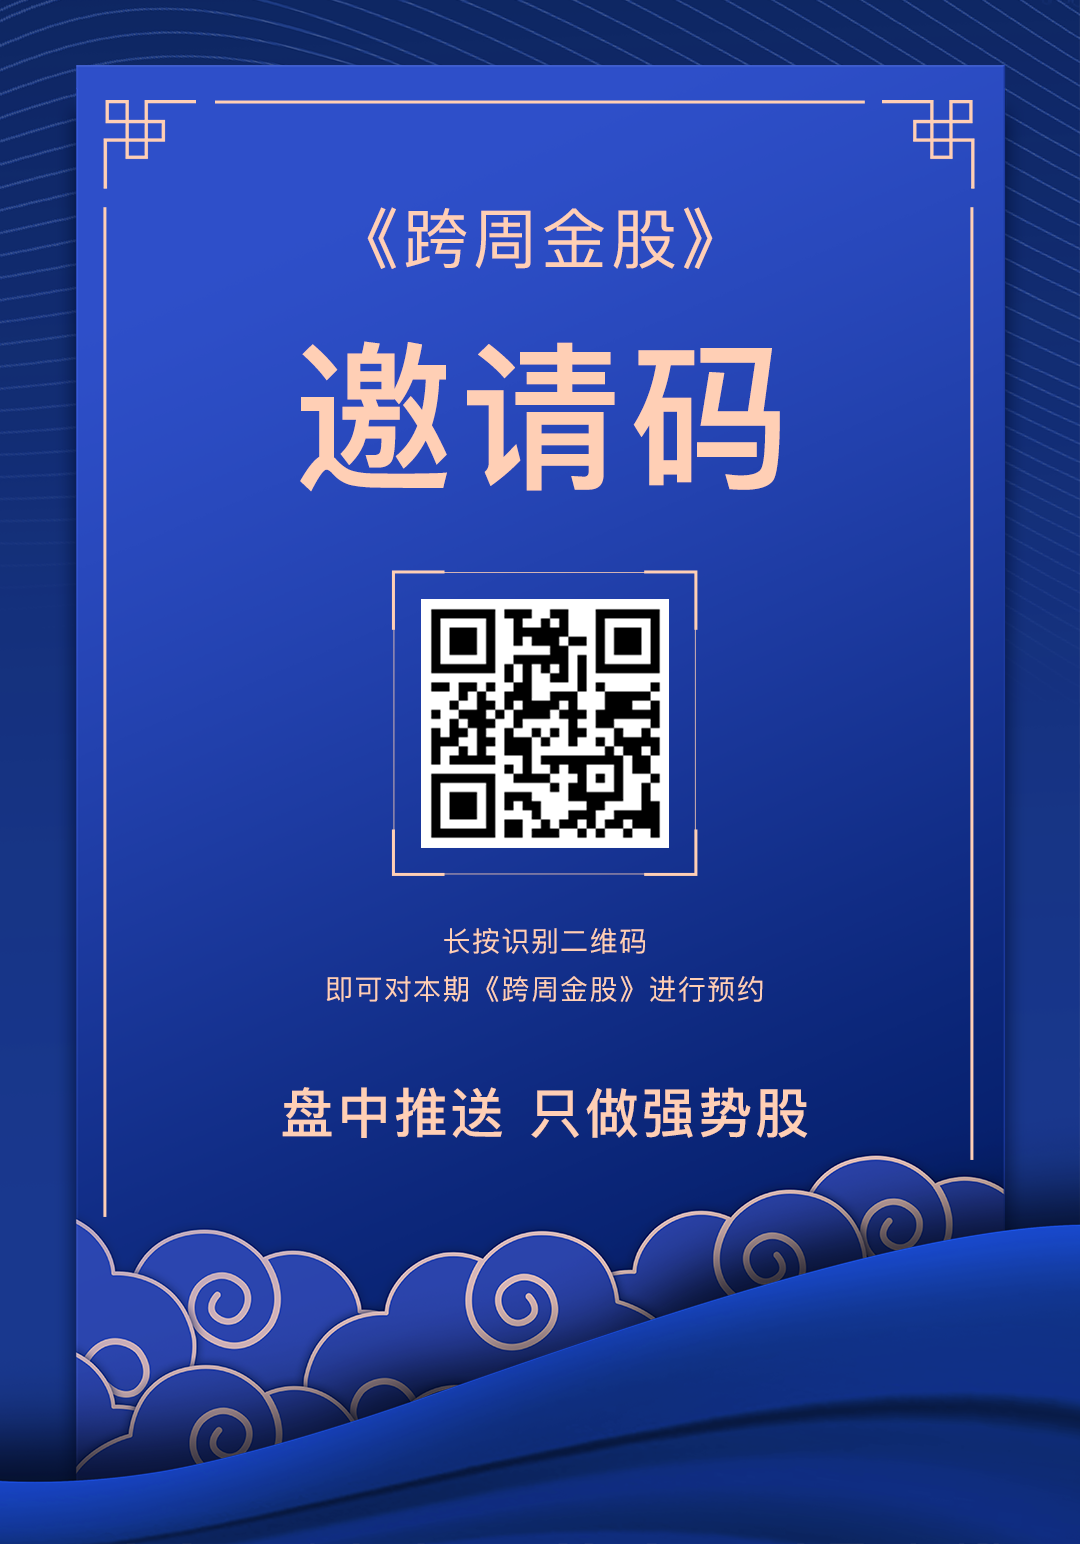 《跨周金股》
邀请码
长按识别二维码
即可对本期《跨周金股》进行预约
盘中推送 只做强势股